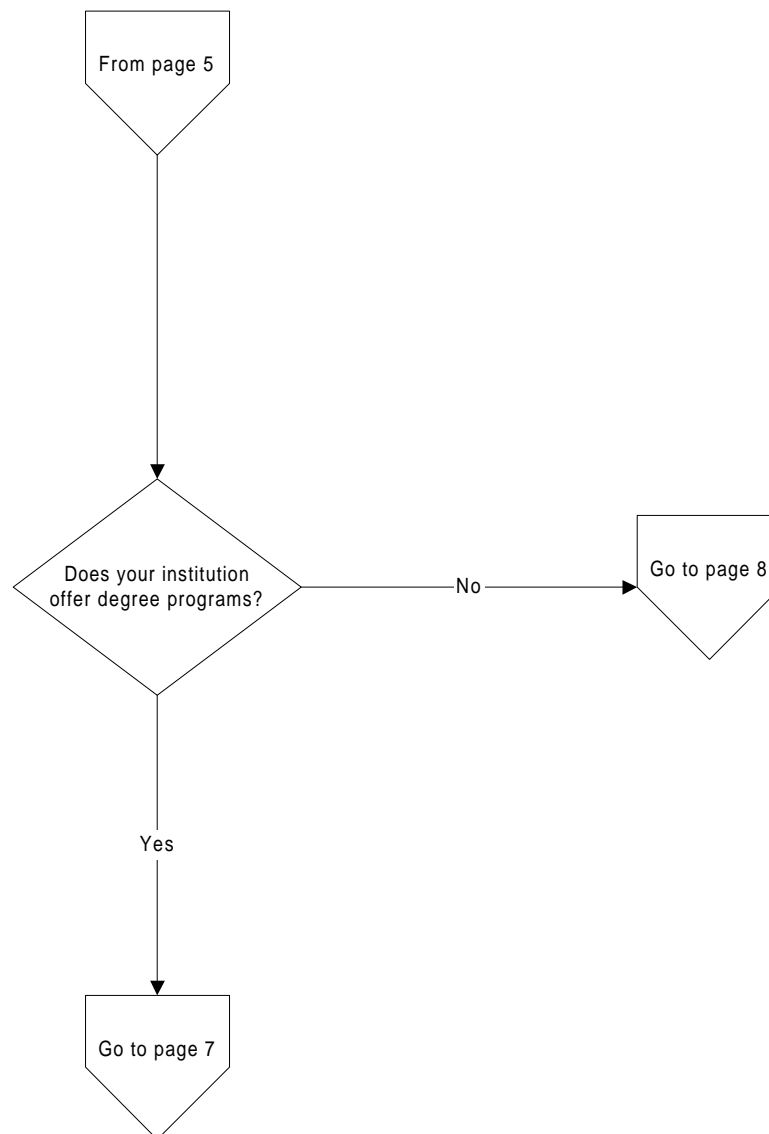 From page 5
Does your institution
offer degree programs?
No
Go to page 8
Yes
Go to page 7